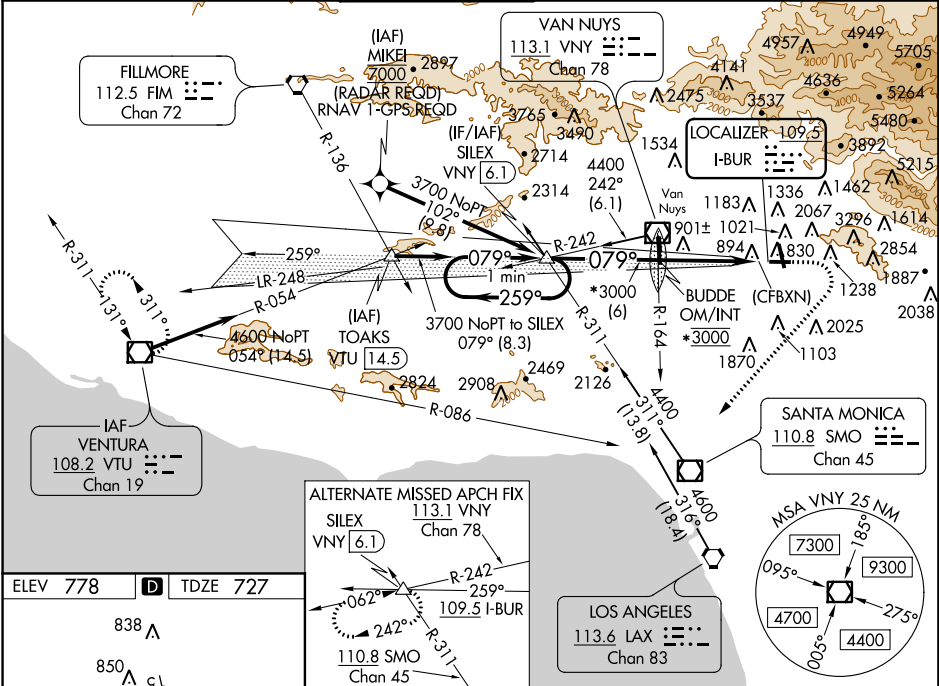 FILLMORE
112.5 FIM
Chan 72
(IAF)
MIKEI
7000
(RADAR REQD)
RNAV 1-GPS REQD
2897
VAN NUYS
113.1 VNY
Chan 78
4957
4949
5705
4141
4636
5264
2475
3537
5480
3765
3490
LOCALIZER 109.5
I-BUR
3892
5215
4000
R-136
(IF/IAF)
SILEX
VNY 6.1
2714
1534
2314
4400
242°
(6.1)
Van
Nuys
1183
1336
1462
3700 NoPT
102°
(9.8)
R-242
901±
1021
2067
3296
1614
894
1830
2854
R-311
259°
079°
1 min
259°
079°
LR-248
R-054
*3000
(6)
BUDDE
OM/INT
*3000
(CFBXN)
1238
1887
2038
131°
311°
(IAF)
TOAKS
VTU 14.5
3700 NoPT to SILEX
079° (8.3)
R-311
R-164
4600 NoPT
054° (14.5)
2025
1103
1870
2824
2908
2469
2126
R-086
4400
311°
(13.8)
IAF
VENTURA
108.2 VTU
Chan 19
SANTA MONICA
110.8 SMO
Chan 45
4600
316°
(18.4)
LOS ANGELES
113.6 LAX
Chan 83
ALTERNATE MISSED APCH FIX
113.1 VNY
Chan 78
SILEX
VNY 6.1
R-242
259°
109.5 I-BUR
062°
242°
R-311
110.8 SMO
Chan 45
MSA VNY 25 NM
185°
7300
095°
9300
275°
4700
4400
005°
ELEV 778
D
TDZE 727
838
850